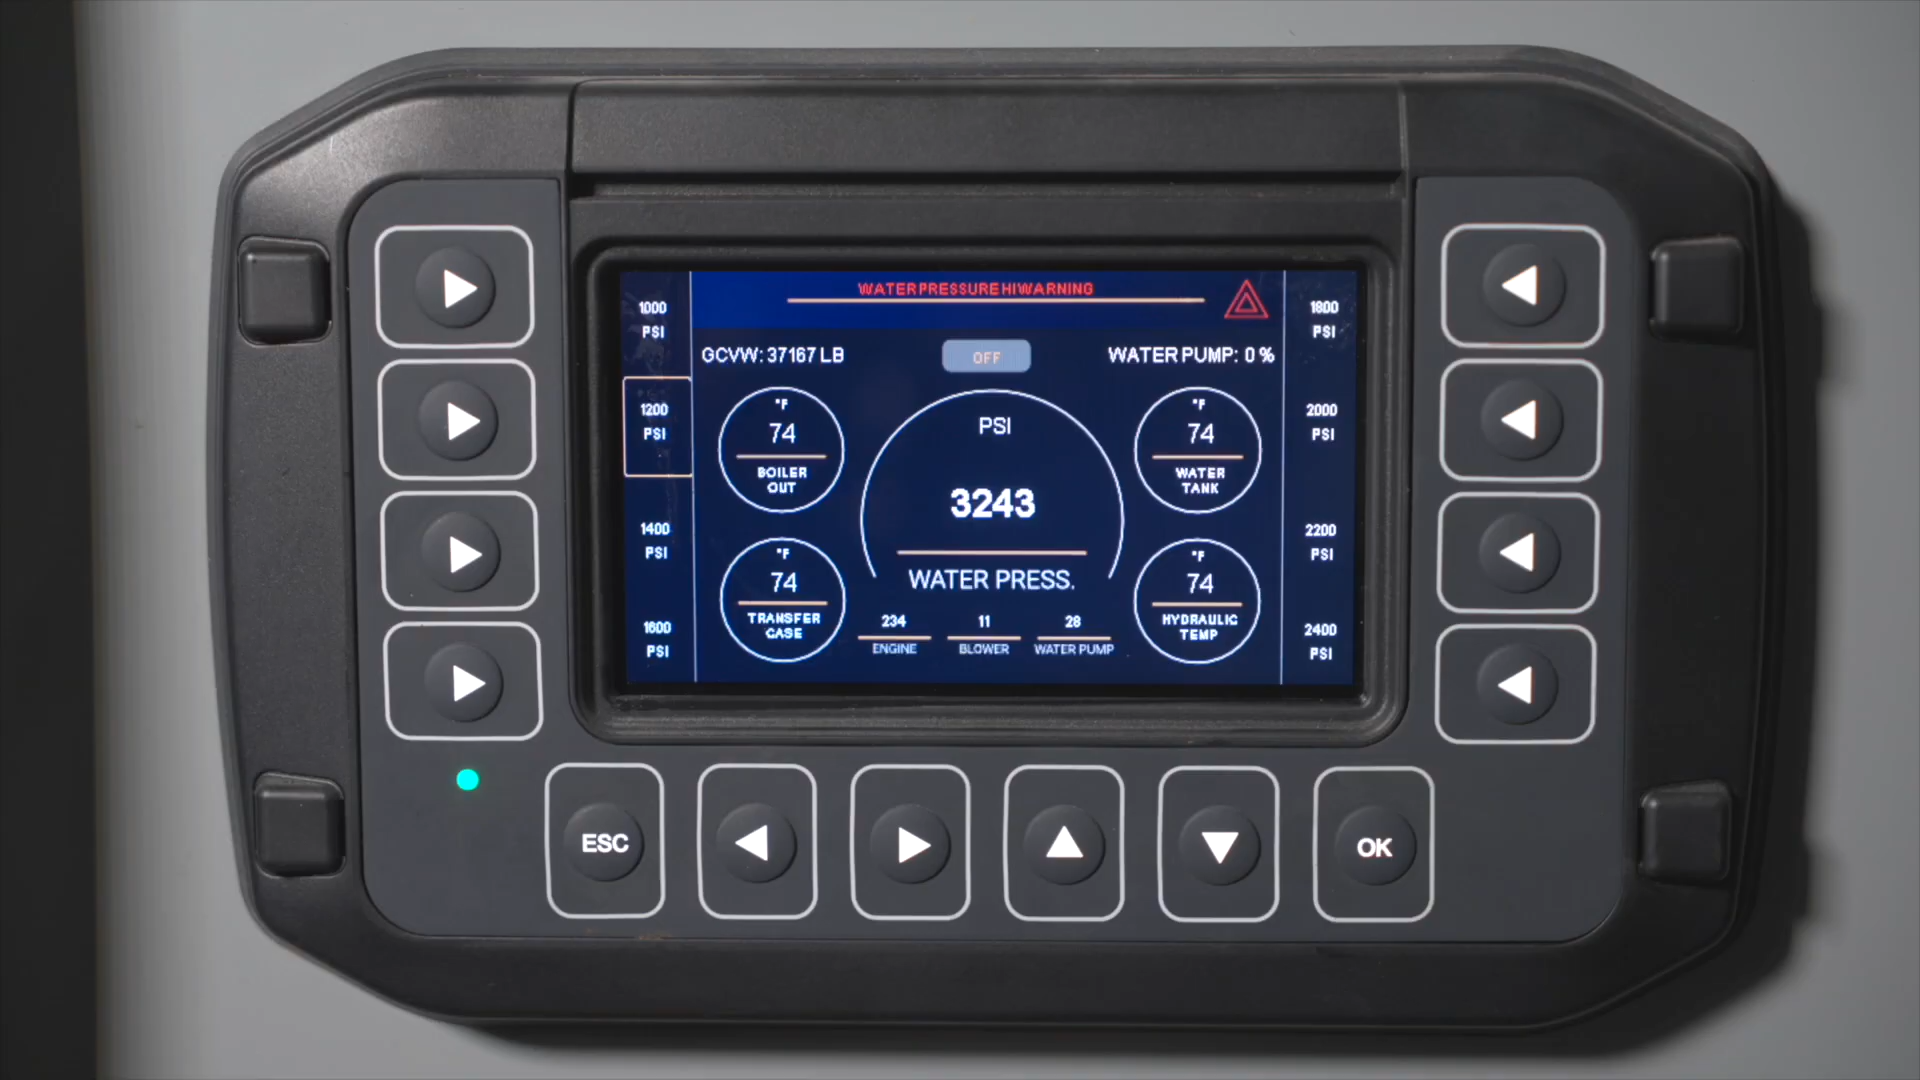 WATER PRESSURE HI WARNING
1000
PSI
1200
PSI
1400
PSI
1600
PSI
GCVW: 37167 LB
OFF
WATER PUMP: 0 %
°F
74
BOILER
OUT
PSI
3243
WATER PRESS.
°F
74
WATER
TANK
°F
74
TRANSFER
CASE
234
ENGINE
11
BLOWER
28
WATER PUMP
°F
74
HYDRAULIC
TEMP
1800
PSI
2000
PSI
2200
PSI
2400
PSI
ESC
OK